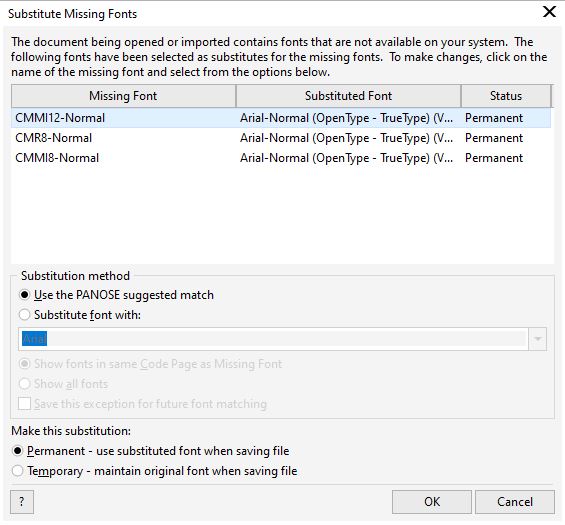 Substitute Missing Fonts
The document being opened or imported contains fonts that are not available on your system. The
following fonts have been selected as substitutes for the missing fonts. To make changes, click on the
name of the missing font and select from the options below.
Missing Font Substituted Font Status
CMMI12-Normal Arial-Normal (OpenType - TrueType) (V... Permanent
CMR8-Normal Arial-Normal (OpenType - TrueType) (V... Permanent
CMMI8-Normal Arial-Normal (OpenType - TrueType) (V... Permanent
Substitution method
Use the PANOSE suggested match
Substitute font with:
Arial
Show fonts in same Code Page as Missing Font
Show all fonts
Save this exception for future font matching
Make this substitution:
Permanent - use substituted font when saving file
Temporary - maintain original font when saving file
? OK Cancel